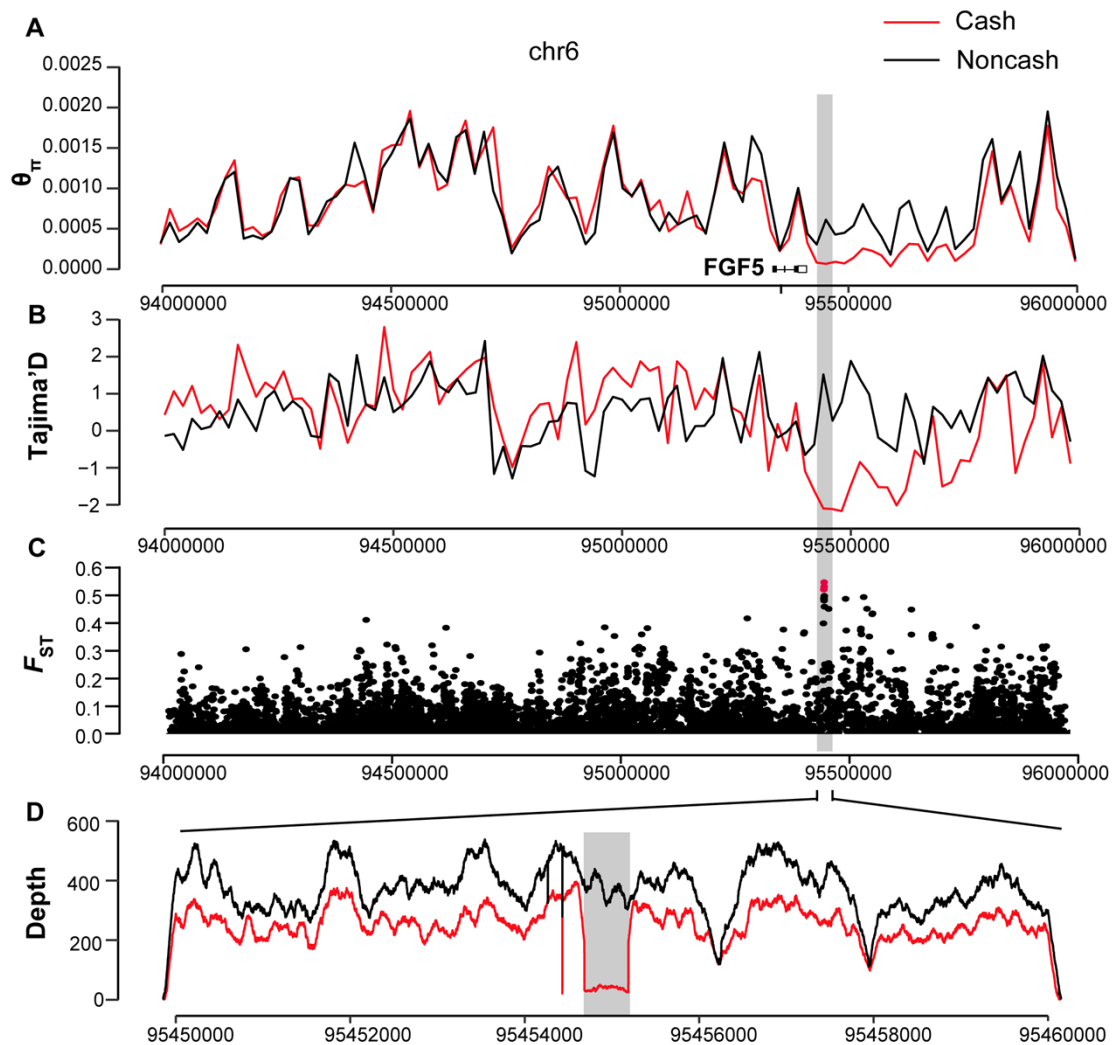 A
chr6
Cash
Noncash
θπ
0.0025
0.0020
0.0015
0.0010
0.0005
0.0000
FGF5
94000000 94500000 95000000 95500000 96000000
B
Tajima’D
3
2
1
0
−1
−2
94000000 94500000 95000000 95500000 96000000
C
FST
0.6
0.5
0.4
0.3
0.2
0.1
0.0
94000000 94500000 95000000 95500000 96000000
D
Depth
600
400
200
0
95450000 95452000 95454000 95456000 95458000 95460000